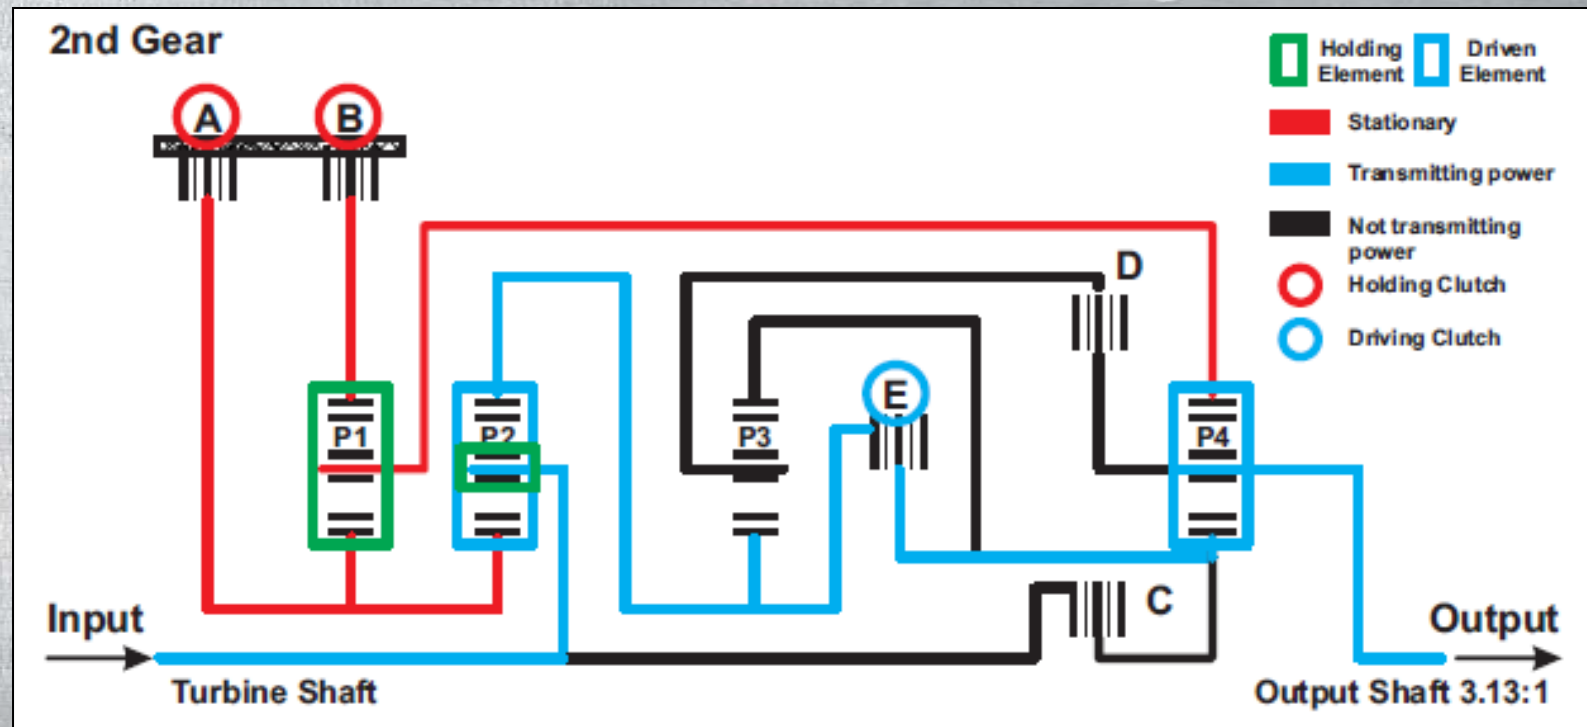 2nd Gear
Holding
Element
Driven
Element
Stationary
Transmitting power
Not transmitting
power
Holding Clutch
Driving Clutch
A
B
D
E
P1
P2
P3
P4
C
Input
Output
Turbine Shaft
Output Shaft 3.13:1